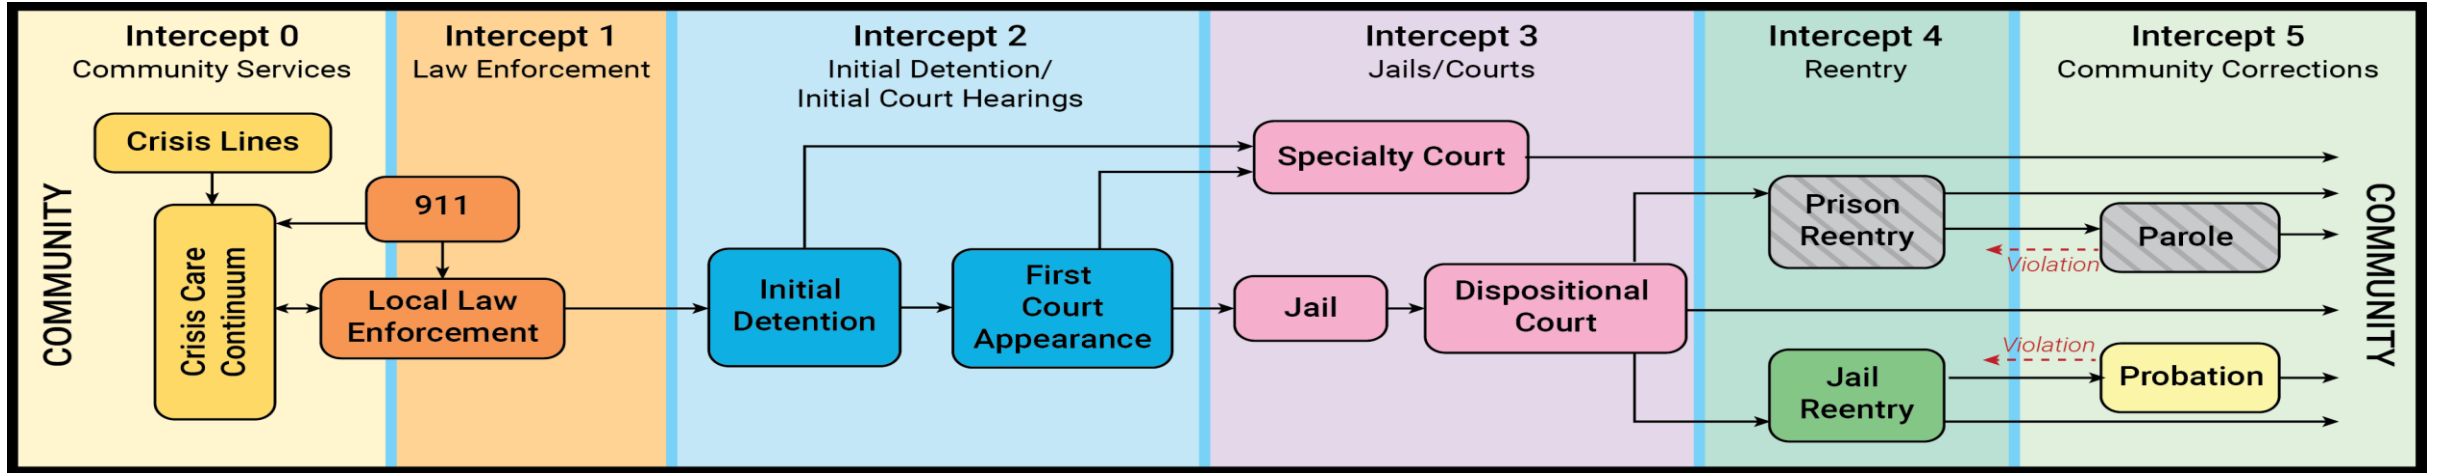 Intercept 0
Community Services
Intercept 1
Law Enforcement
Intercept 2
Initial Detention/
Initial Court Hearings
Intercept 3
Jails/Courts
Intercept 4
Reentry
Intercept 5
Community Corrections
COMMUNITY
Crisis Lines
Crisis Care
Continuum
911
Local Law
Enforcement
Initial
Detention
First
Court
Appearance
Specialty Court
Jail
Dispositional
Court
Prison
Reentry
Jail
Reentry
Parole
Violation
Violation
Probation
COMMUNITY